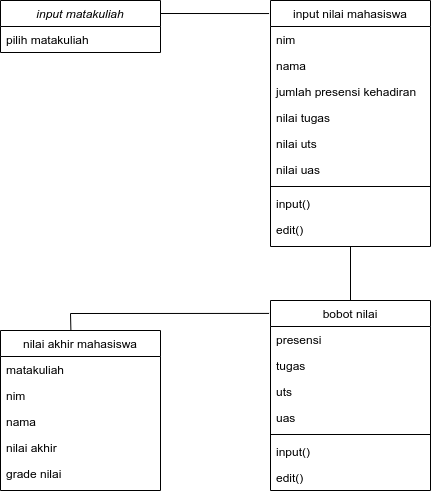 input matakuliah
pilih matakuliah
input nilai mahasiswa
nim
nama
jumlah presensi kehadiran
nilai tugas
nilai uts
nilai uas
input()
edit()
bobot nilai
presensi
tugas
uts
uas
input()
edit()
nilai akhir mahasiswa
matakuliah
nim
nama
nilai akhir
grade nilai